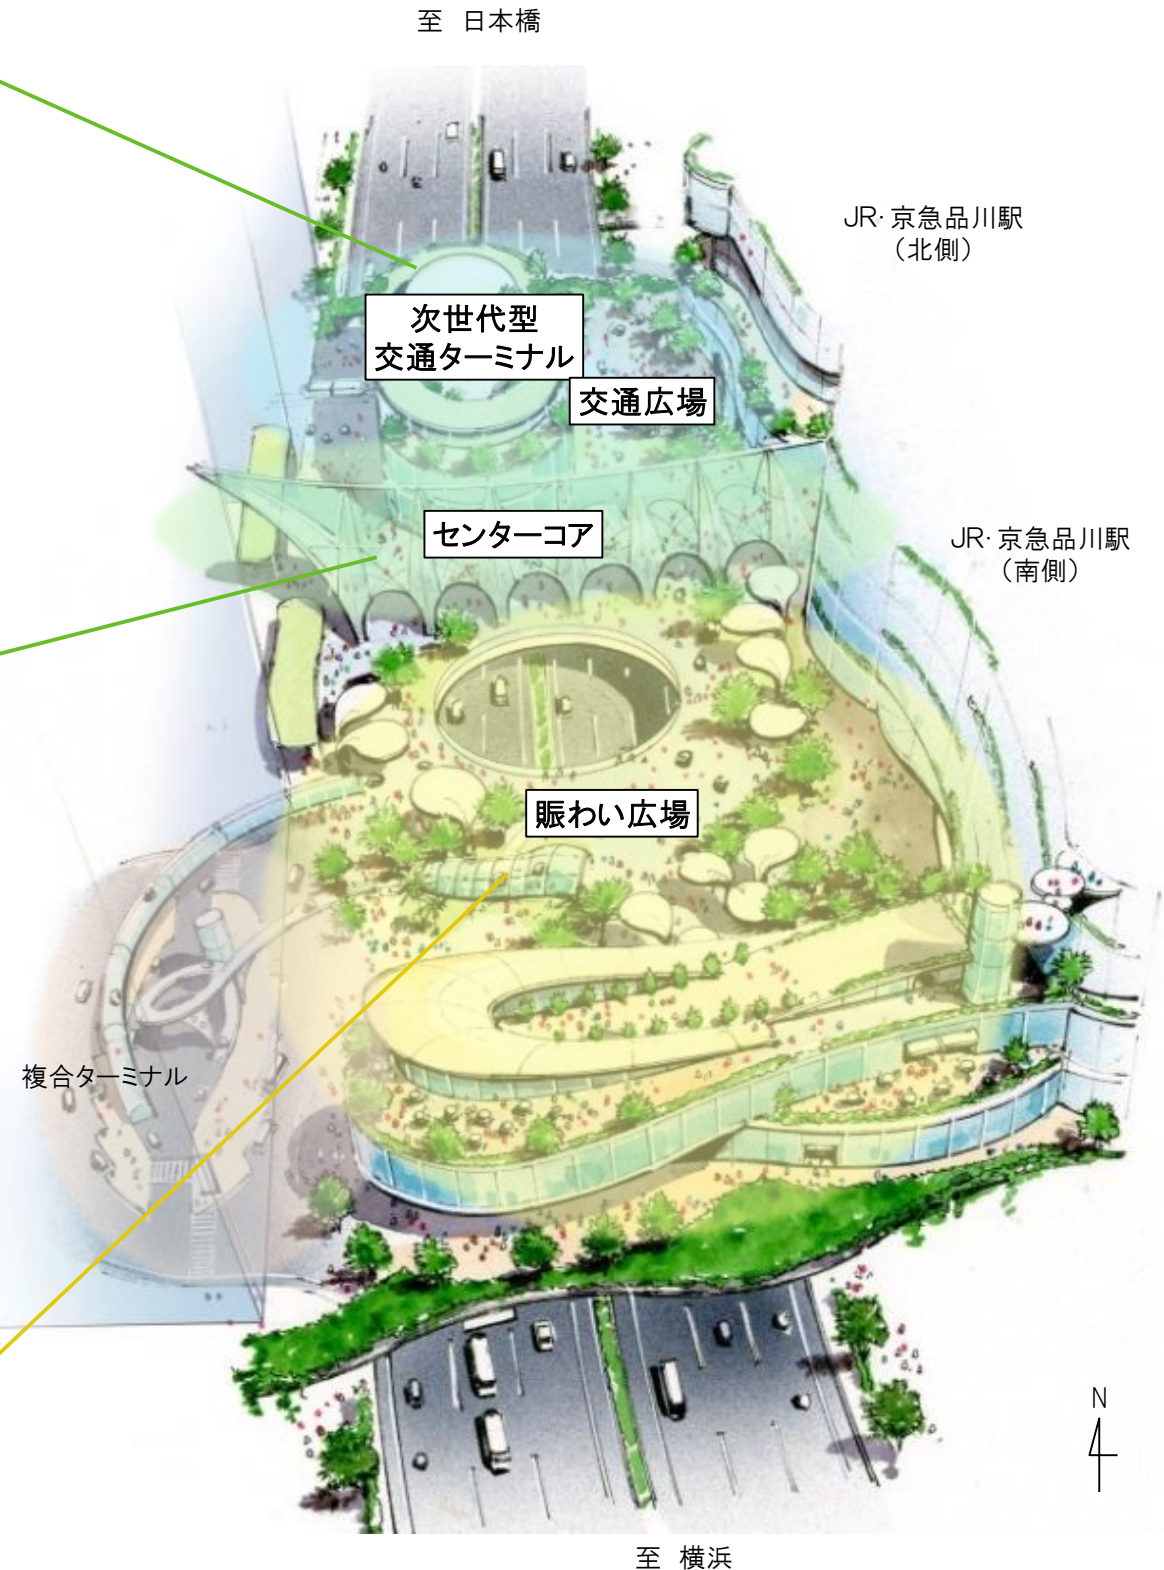 至 日本橋
JR・京急品川駅
（北側）
次世代型
交通ターミナル
交通広場
センターコア
JR・京急品川駅
（南側）
賑わい広場
複合ターミナル
N
至 横浜